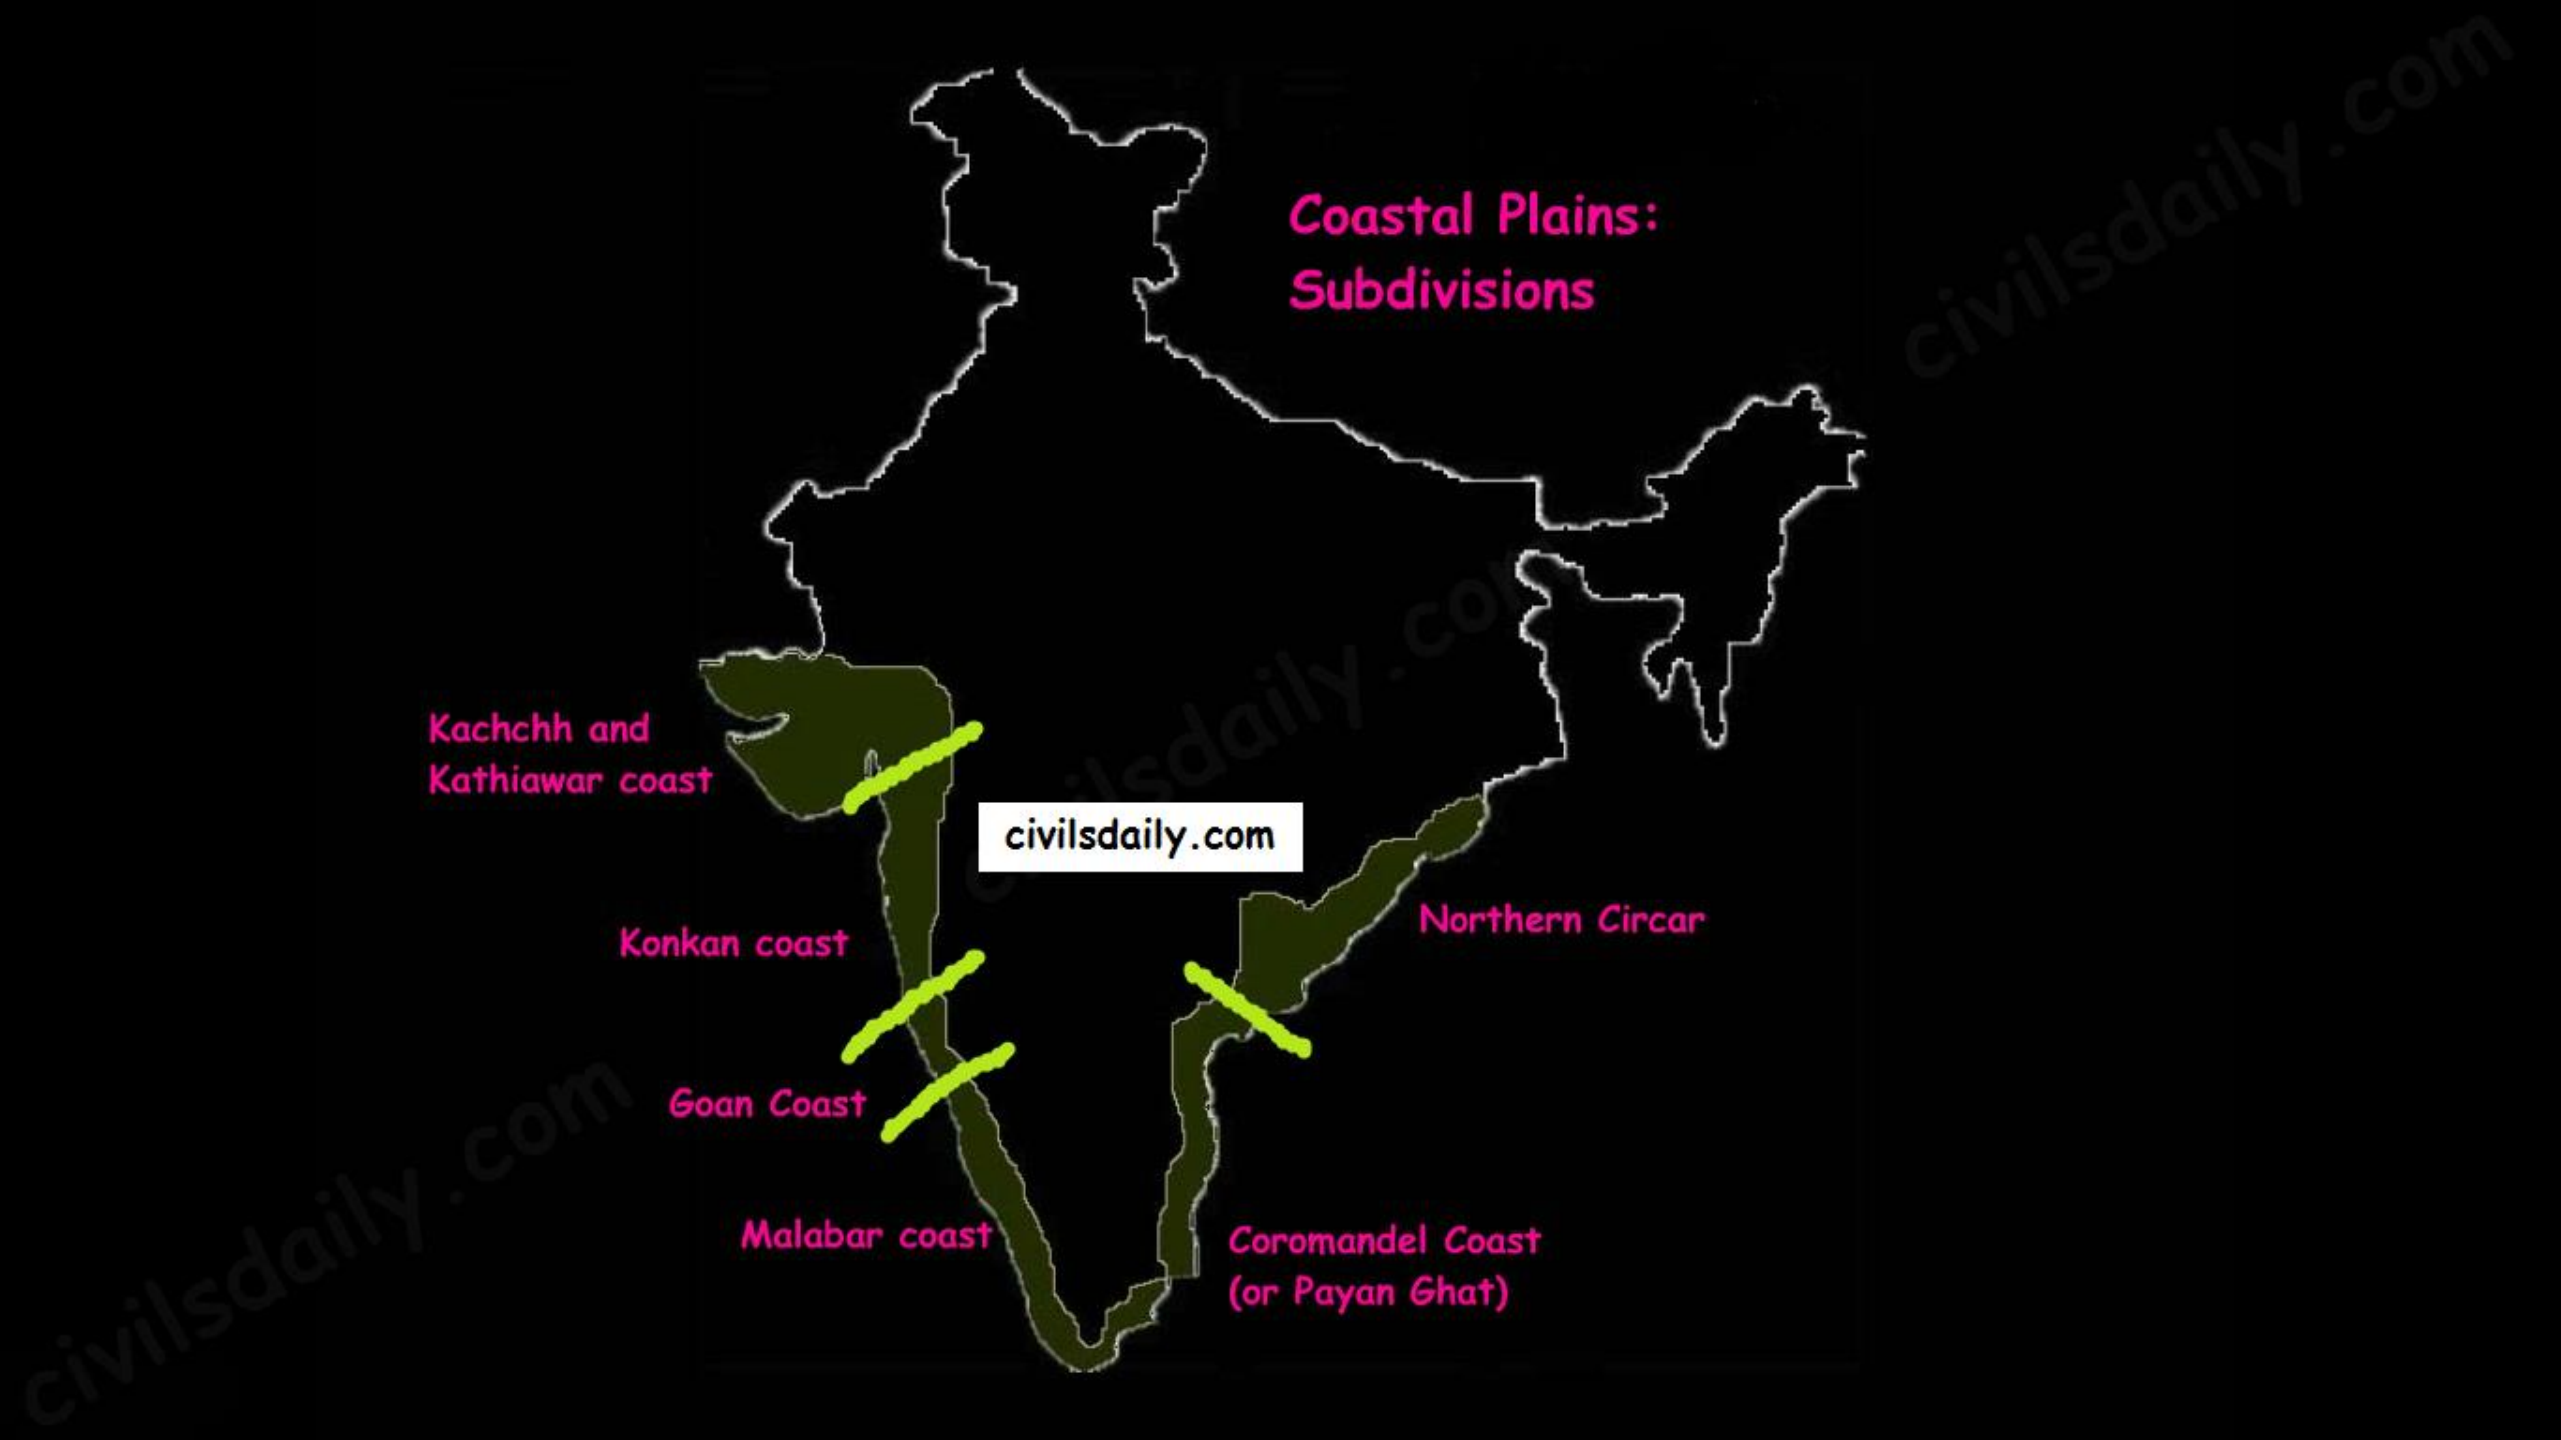 Coastal Plains:
Subdivisions
Kachchh and
Kathiawar coast
civilsdaily.com
Konkan coast
Northern Circar
Goan Coast
Malabar coast
Coromandel Coast
(or Payan Ghat)
civilsdaily.com
civilsdaily.com
civilsdaily.com